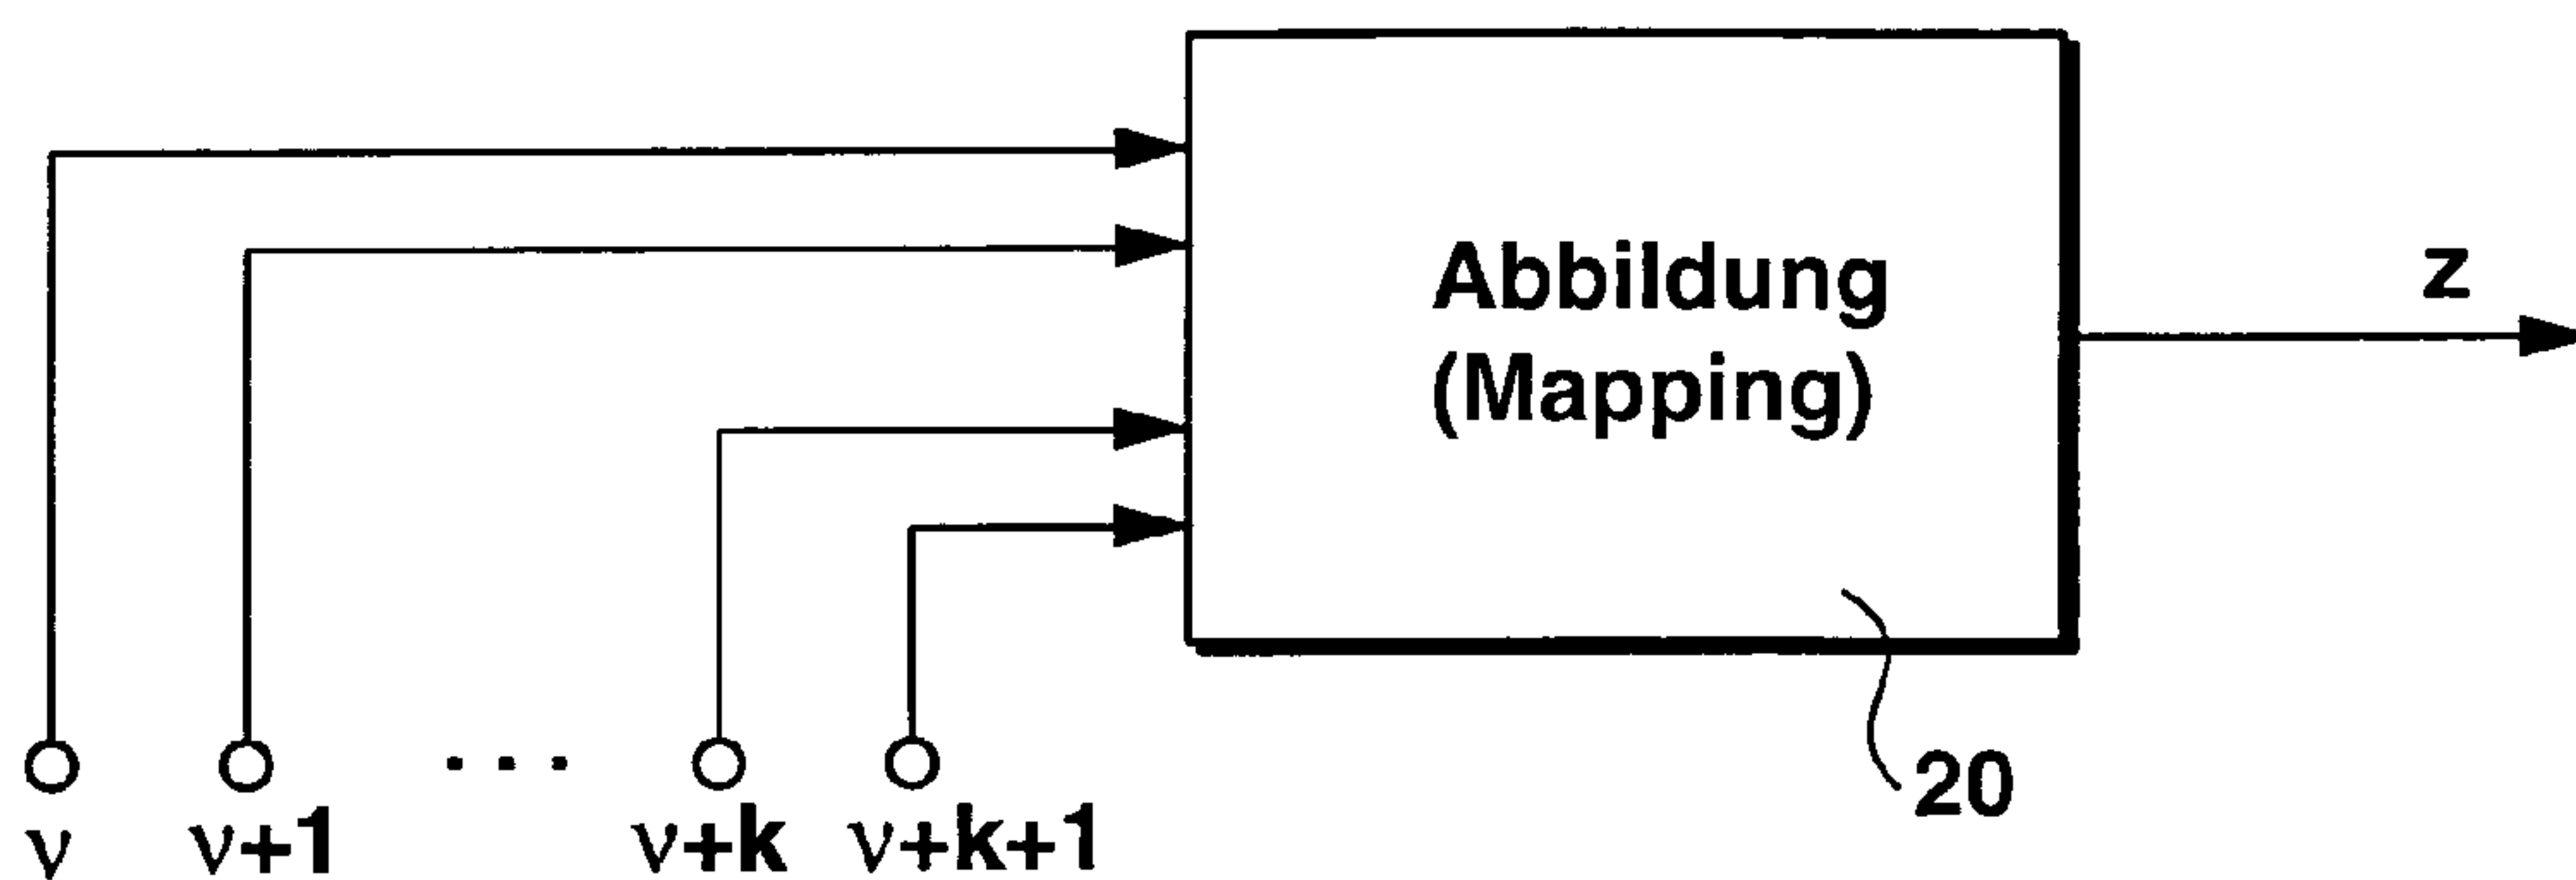 Abbildung
(Mapping)
z
20
ν ν+1 ... ν+k ν+k+1